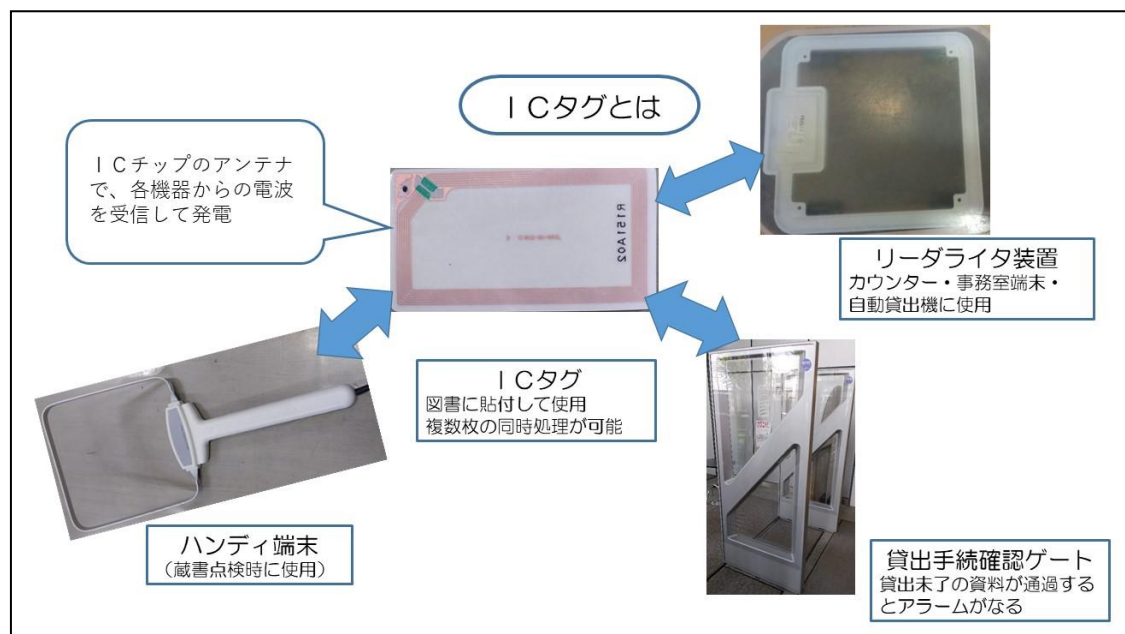 ＩＣタグとは
ＩＣチップのアンテナ
で、各機器からの電波
を受信して発電
R151A02
リーダライタ装置
カウンター・事務室端末・
自動貸出機に使用
ＩＣタグ
図書に貼付して使用
複数枚の同時処理が可能
ハンディ端末
（蔵書点検時に使用）
貸出手続確認ゲート
貸出未了の資料が通過する
とアラームがなる